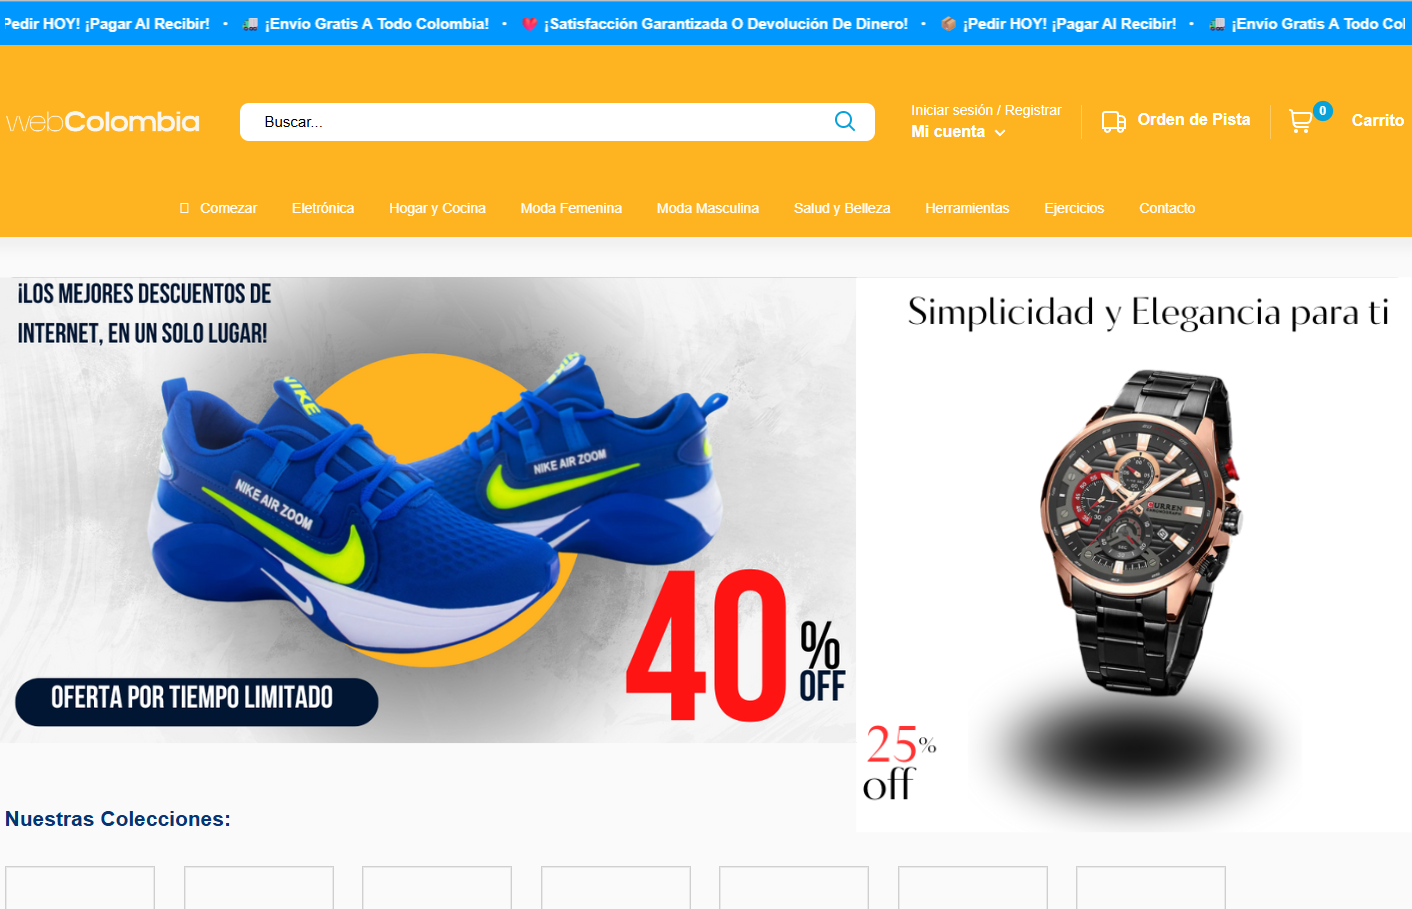 Pedir HOY! ¡Pagar Al Recibir! • 🚚 ¡Envío Gratis A Todo Colombia! • ❤️ ¡Satisfacción Garantizada O Devolución De Dinero! • 📦 ¡Pedir HOY! ¡Pagar Al Recibir! • 🚚 ¡Envío Gratis A Todo Col
webColombia
Buscar...
Iniciar sesión / Registrar
Mi cuenta
Orden de Pista
0
Carrito
Comezar Eletrónica Hogar y Cocina Moda Femenina Moda Masculina Salud y Belleza Herramientas Ejercicios Contacto
¡LOS MEJORES DESCUENTOS DE
INTERNET, EN UN SOLO LUGAR!
NIKE
NIKE AIR ZOOM
NIKE AIR ZOOM
40%
OFF
OFERTA POR TIEMPO LIMITADO
Simplicidad y Elegancia para ti
CURREN
25%
off
Nuestras Colecciones: